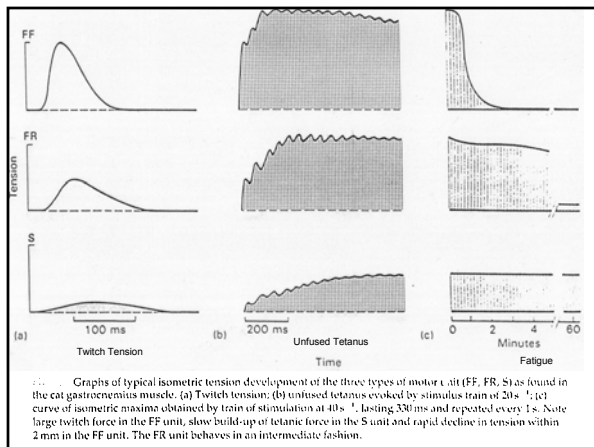 FF
FR
Tension
S
100 ms
200 ms
0 2 4 60
(a) (b) (c) Minutes
Twitch Tension Unfused Tetanus Fatigue
Time
Graphs of typical isometric tension development of the three types of motor unit (FF, FR, S) as found in
the cat gastrocnemius muscle. (a) Twitch tension; (b) unfused tetanus evoked by stimulus train of 20 s⁻¹; (c)
curve of isometric maxima obtained by train of stimulation at 40 s⁻¹, lasting 330 ms and repeated every 1 s. Note
large twitch force in the FF unit, slow build-up of tetanic force in the S unit and rapid decline in tension within
2 mm in the FF unit. The FR unit behaves in an intermediate fashion.